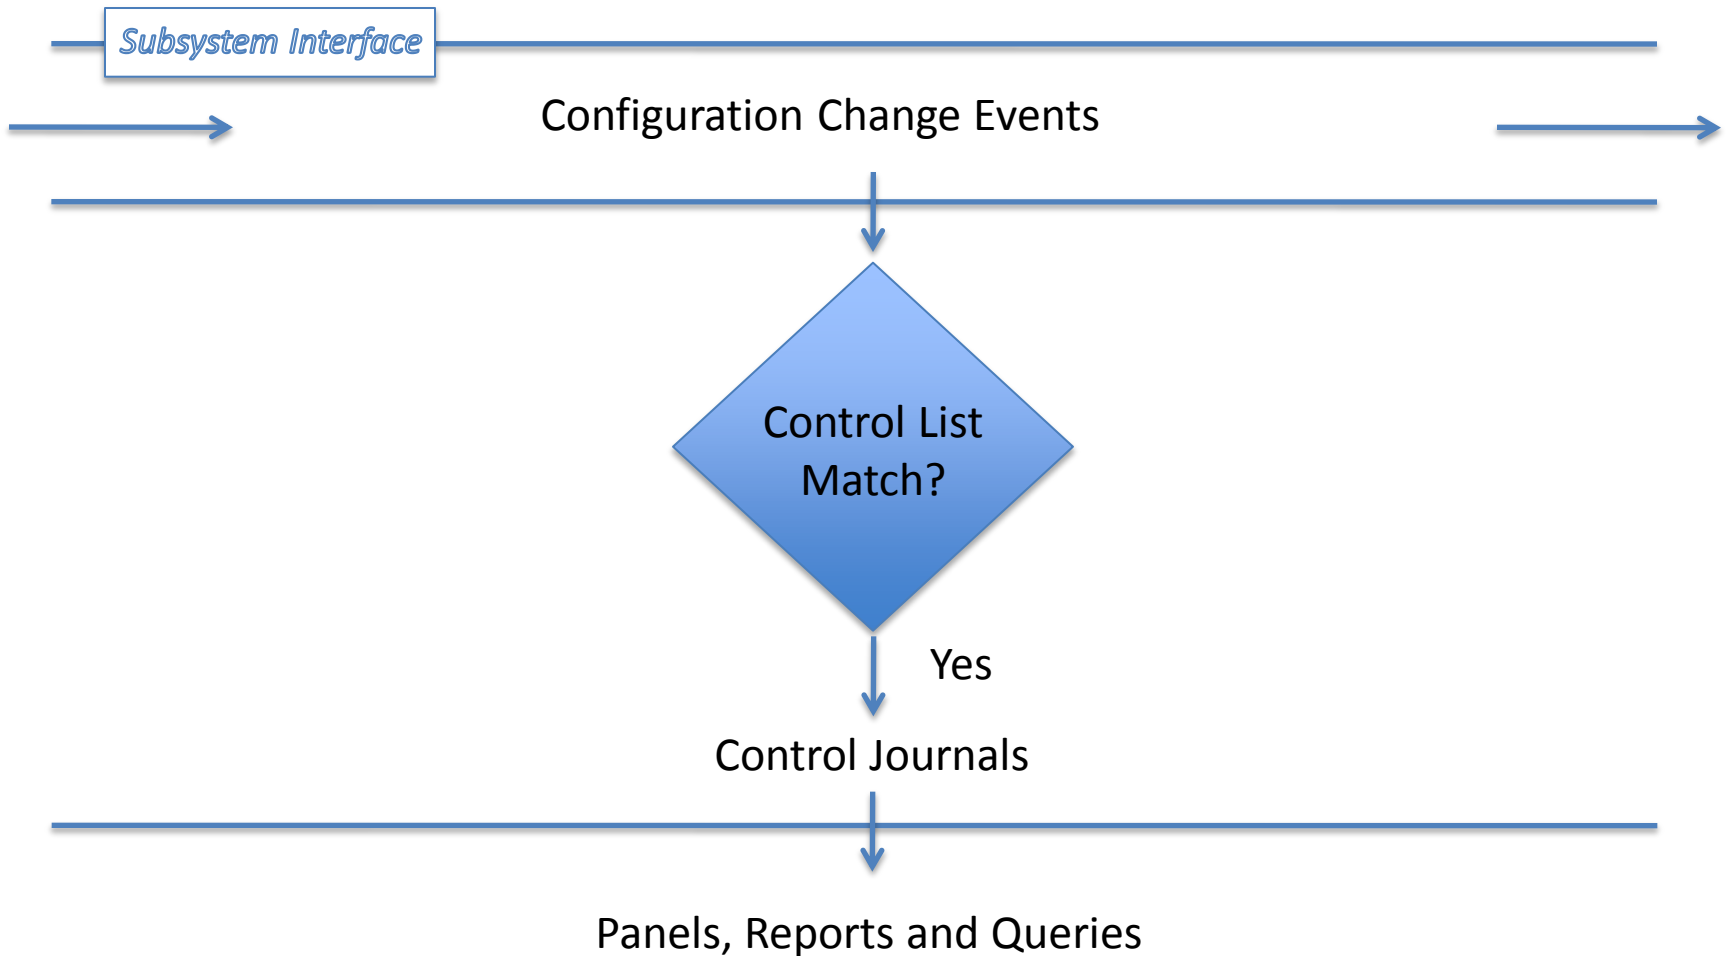 Subsystem Interface
Configuration Change Events
Control List
Match?
Yes
Control Journals
Panels, Reports and Queries